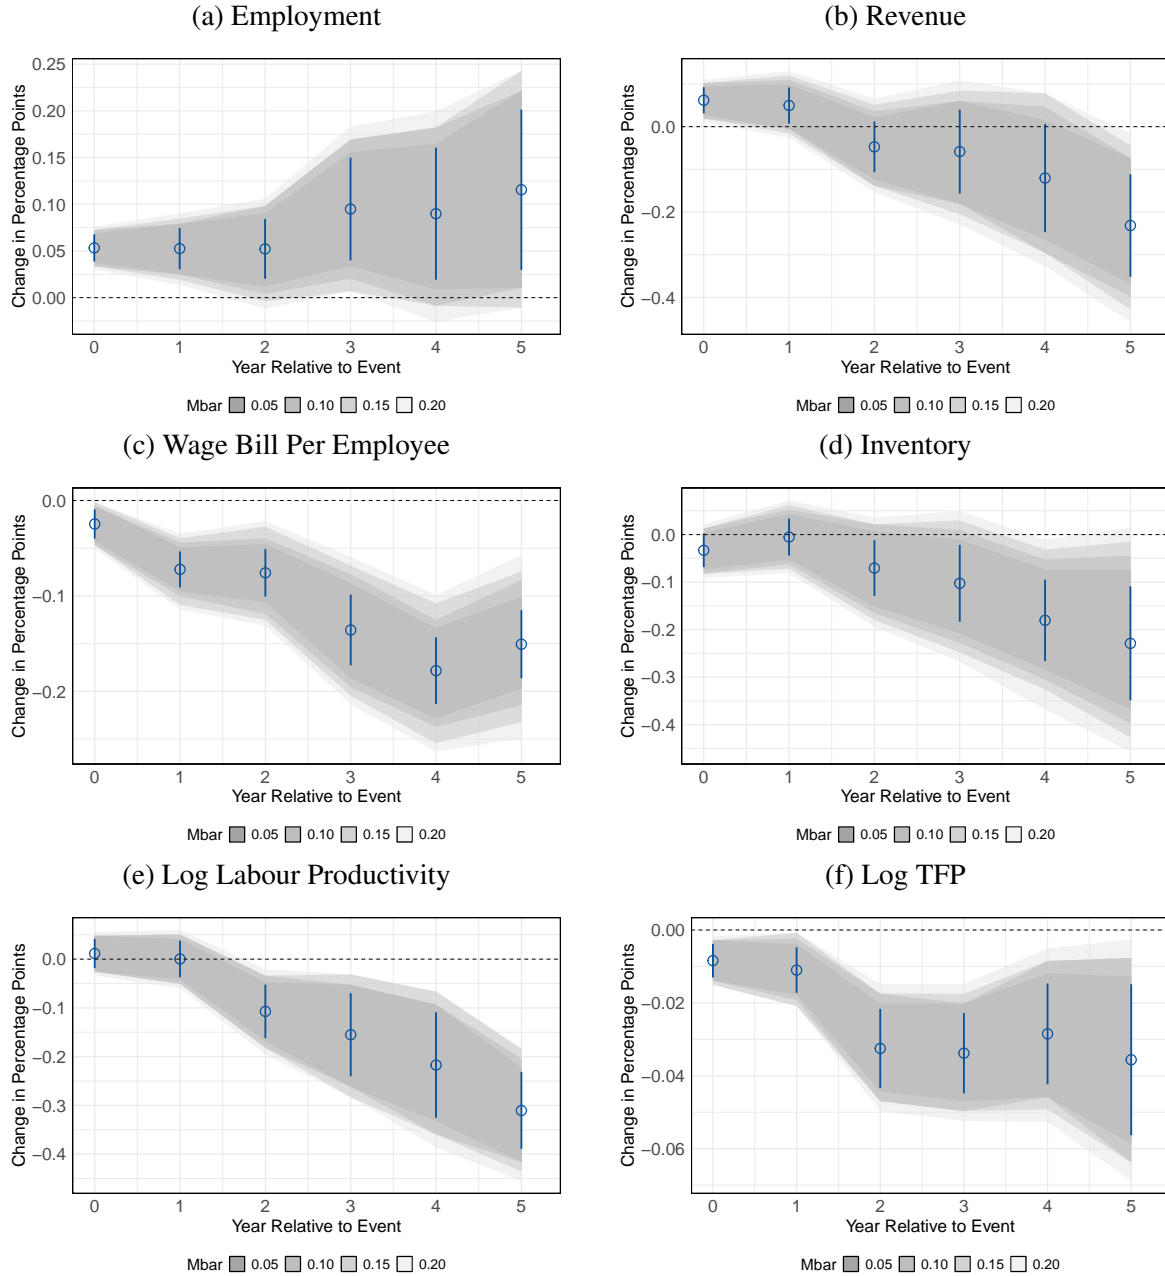 (a) Employment
Change in Percentage Points
0.25
0.20
0.15
0.10
0.05
0.00
0 1 2 3 4 5
Year Relative to Event
Mbar 0.05 0.10 0.15 0.20
(b) Revenue
Change in Percentage Points
0.0
−0.2
−0.4
0 1 2 3 4 5
Year Relative to Event
Mbar 0.05 0.10 0.15 0.20
(c) Wage Bill Per Employee
Change in Percentage Points
0.0
−0.1
−0.2
0 1 2 3 4 5
Year Relative to Event
Mbar 0.05 0.10 0.15 0.20
(d) Inventory
Change in Percentage Points
0.0
−0.1
−0.2
−0.3
−0.4
0 1 2 3 4 5
Year Relative to Event
Mbar 0.05 0.10 0.15 0.20
(e) Log Labour Productivity
Change in Percentage Points
0.0
−0.1
−0.2
−0.3
−0.4
0 1 2 3 4 5
Year Relative to Event
Mbar 0.05 0.10 0.15 0.20
(f) Log TFP
Change in Percentage Points
0.00
−0.02
−0.04
−0.06
0 1 2 3 4 5
Year Relative to Event
Mbar 0.05 0.10 0.15 0.20